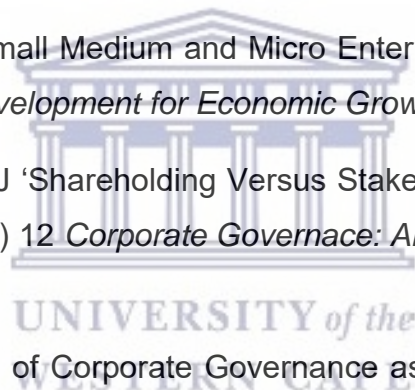 mall Medium and Micro Enter
velopment for Economic Grow
J ‘Shareholding Versus Stake
) 12 Corporate Governace: A
UNIVERSITY of the
of Corporate Governance as
WESTERN CA